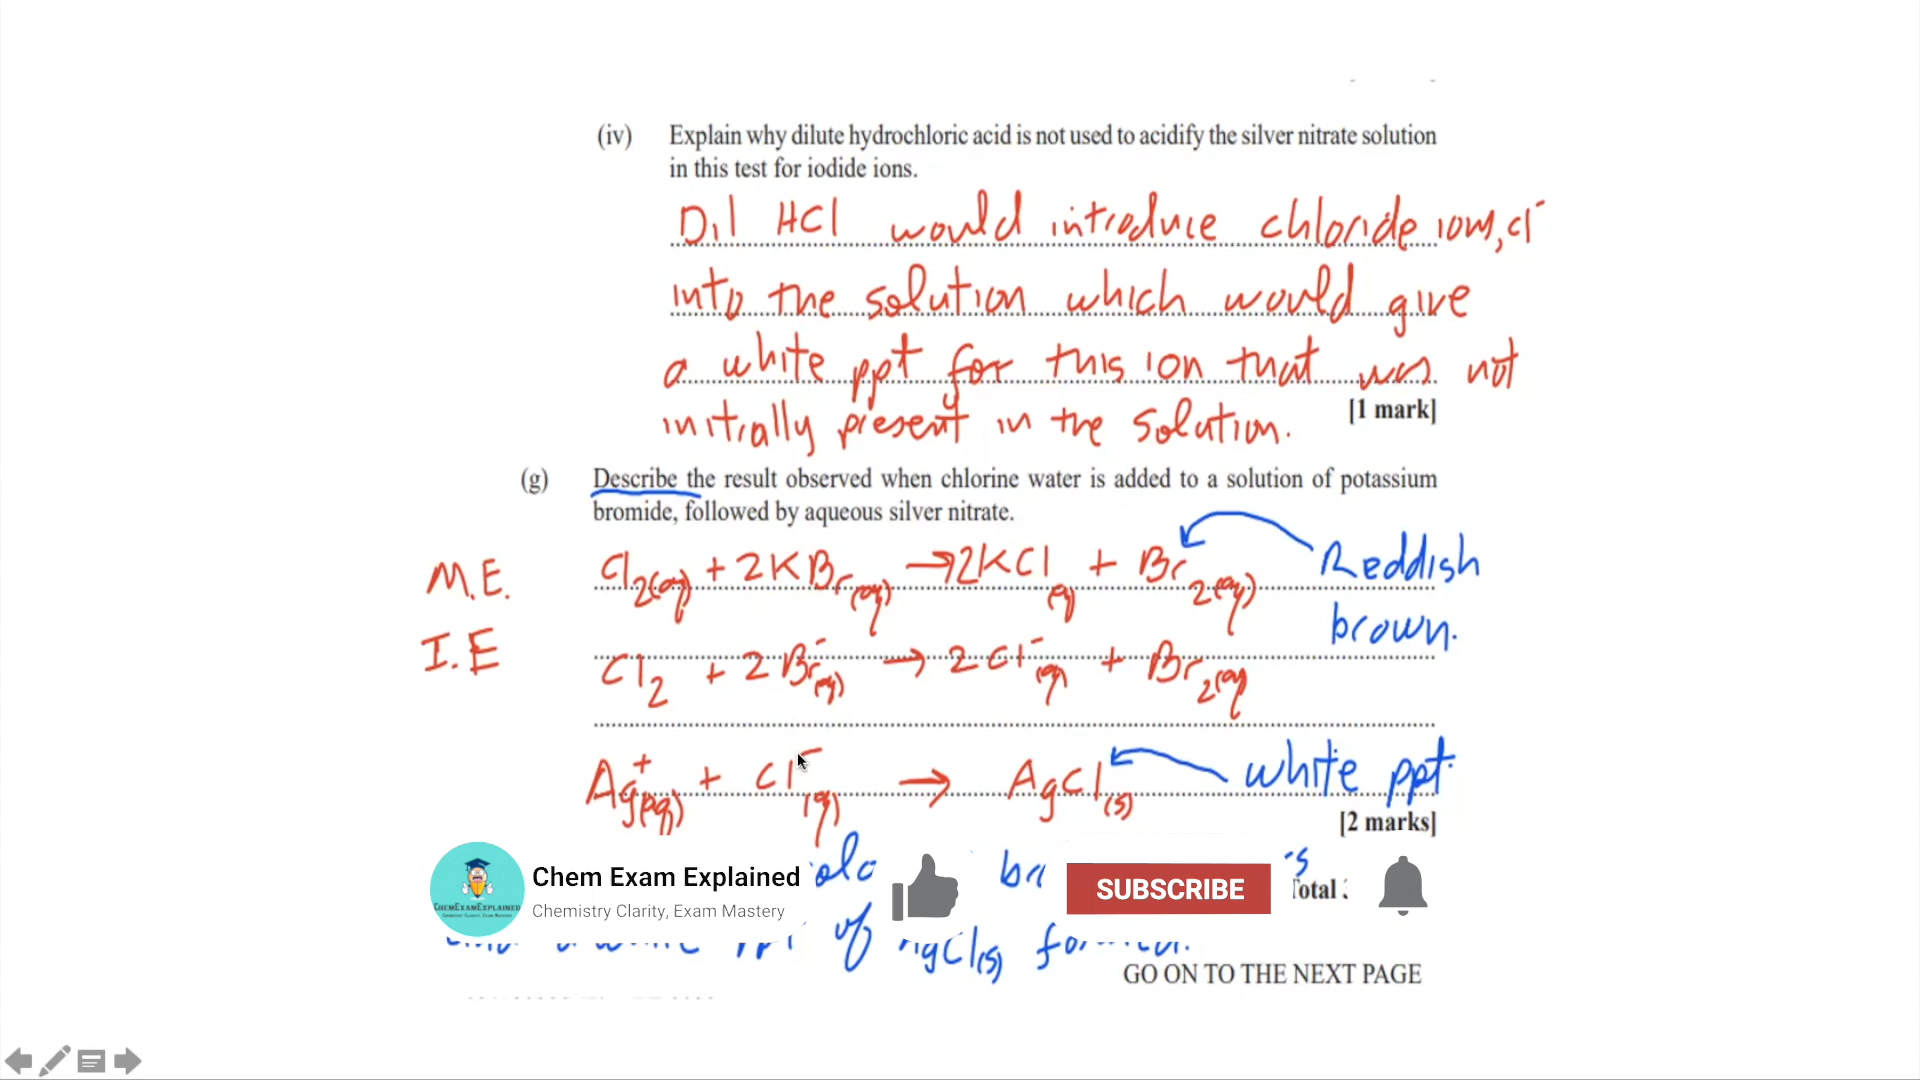 (iv) Explain why dilute hydrochloric acid is not used to acidify the silver nitrate solution
in this test for iodide ions.
Dil HCl would introduce chloride ions, Cl⁻
into the solution which would give
a white ppt for this ion that was not
initially present in the solution.
[1 mark]
(g) Describe the result observed when chlorine water is added to a solution of potassium
bromide, followed by aqueous silver nitrate.
M.E. Cl2(aq) + 2KBr(aq) → 2KCl(aq) + Br2(aq) Reddish
brown.
I.E Cl2 + 2Br⁻(aq) → 2Cl⁻(aq) + Br2(aq)
Ag⁺(aq) + Cl⁻(aq) → AgCl(s) white ppt.
[2 marks]
Chem Exam Explained
Chemistry Clarity, Exam Mastery
CHEMEXAMEXPLAINED
SUBSCRIBE
of AgCl(s)
GO ON TO THE NEXT PAGE